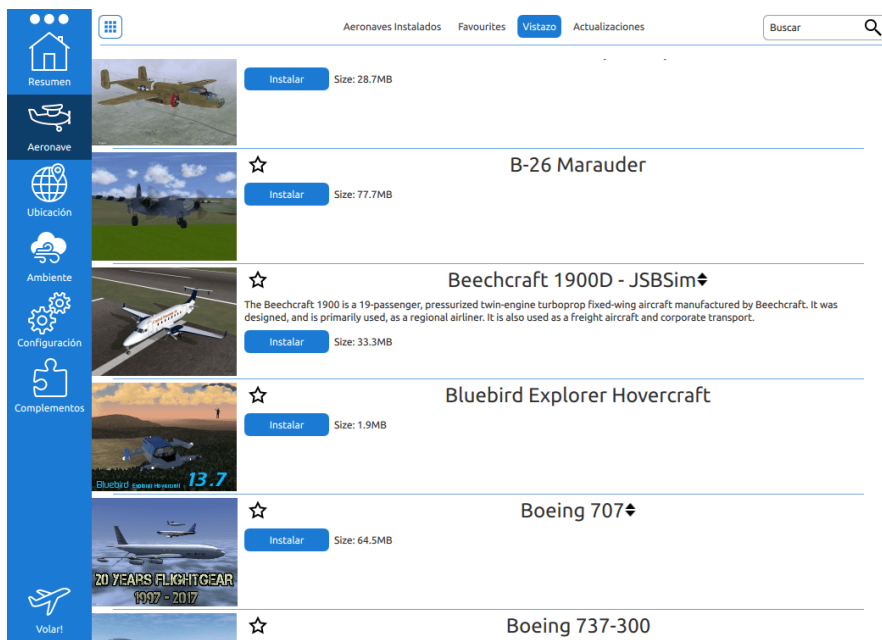 Aeronaves Instalados Favourites Vistazo Actualizaciones Buscar
Resumen
Aeronave
Ubicación
Ambiente
Configuración
Complementos
Volar!
Instalar Size: 28.7MB
B-26 Marauder
Instalar Size: 77.7MB
Beechcraft 1900D - JSBSim
The Beechcraft 1900 is a 19-passenger, pressurized twin-engine turboprop fixed-wing aircraft manufactured by Beechcraft. It was
designed, and is primarily used, as a regional airliner. It is also used as a freight aircraft and corporate transport.
Instalar Size: 33.3MB
Bluebird Explorer Hovercraft
Instalar Size: 1.9MB
Bluebird Explorer Hovercraft 13.7
Boeing 707
Instalar Size: 64.5MB
20 YEARS FLIGHTGEAR
1997 - 2017
Boeing 737-300